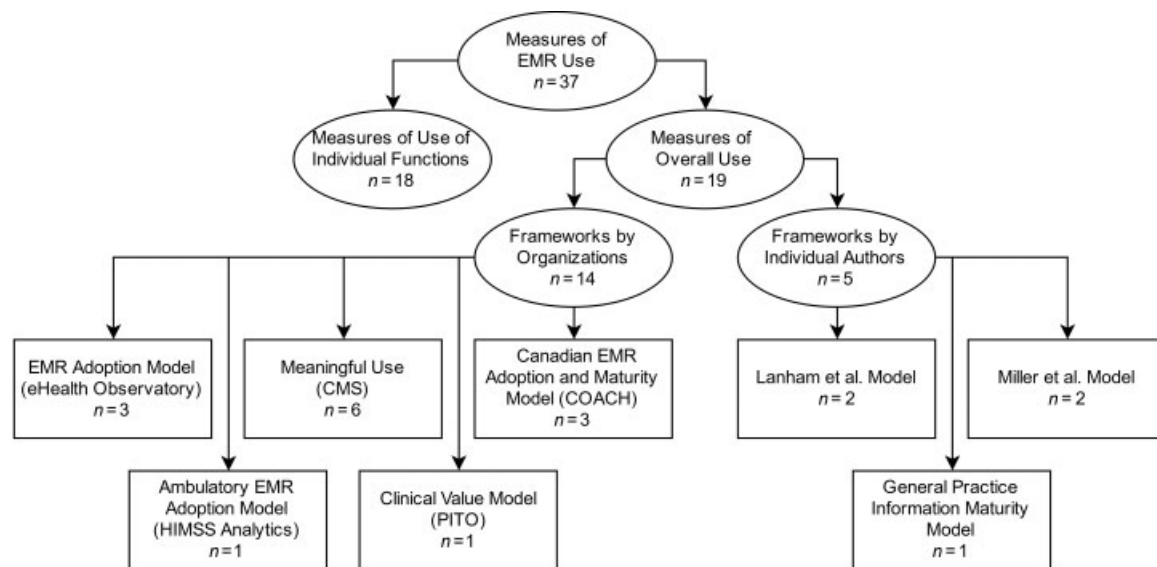 Measures of
EMR Use
n = 37
Measures of Use of
Individual Functions
n = 18
Measures of
Overall Use
n = 19
Frameworks by
Organizations
n = 14
Frameworks by
Individual Authors
n = 5
EMR Adoption Model
(eHealth Observatory)
n = 3
Meaningful Use
(CMS)
n = 6
Canadian EMR
Adoption and Maturity
Model (COACH)
n = 3
Lanham et al. Model
n = 2
Miller et al. Model
n = 2
Ambulatory EMR
Adoption Model
(HIMSS Analytics)
n = 1
Clinical Value Model
(PITO)
n = 1
General Practice
Information Maturity
Model
n = 1